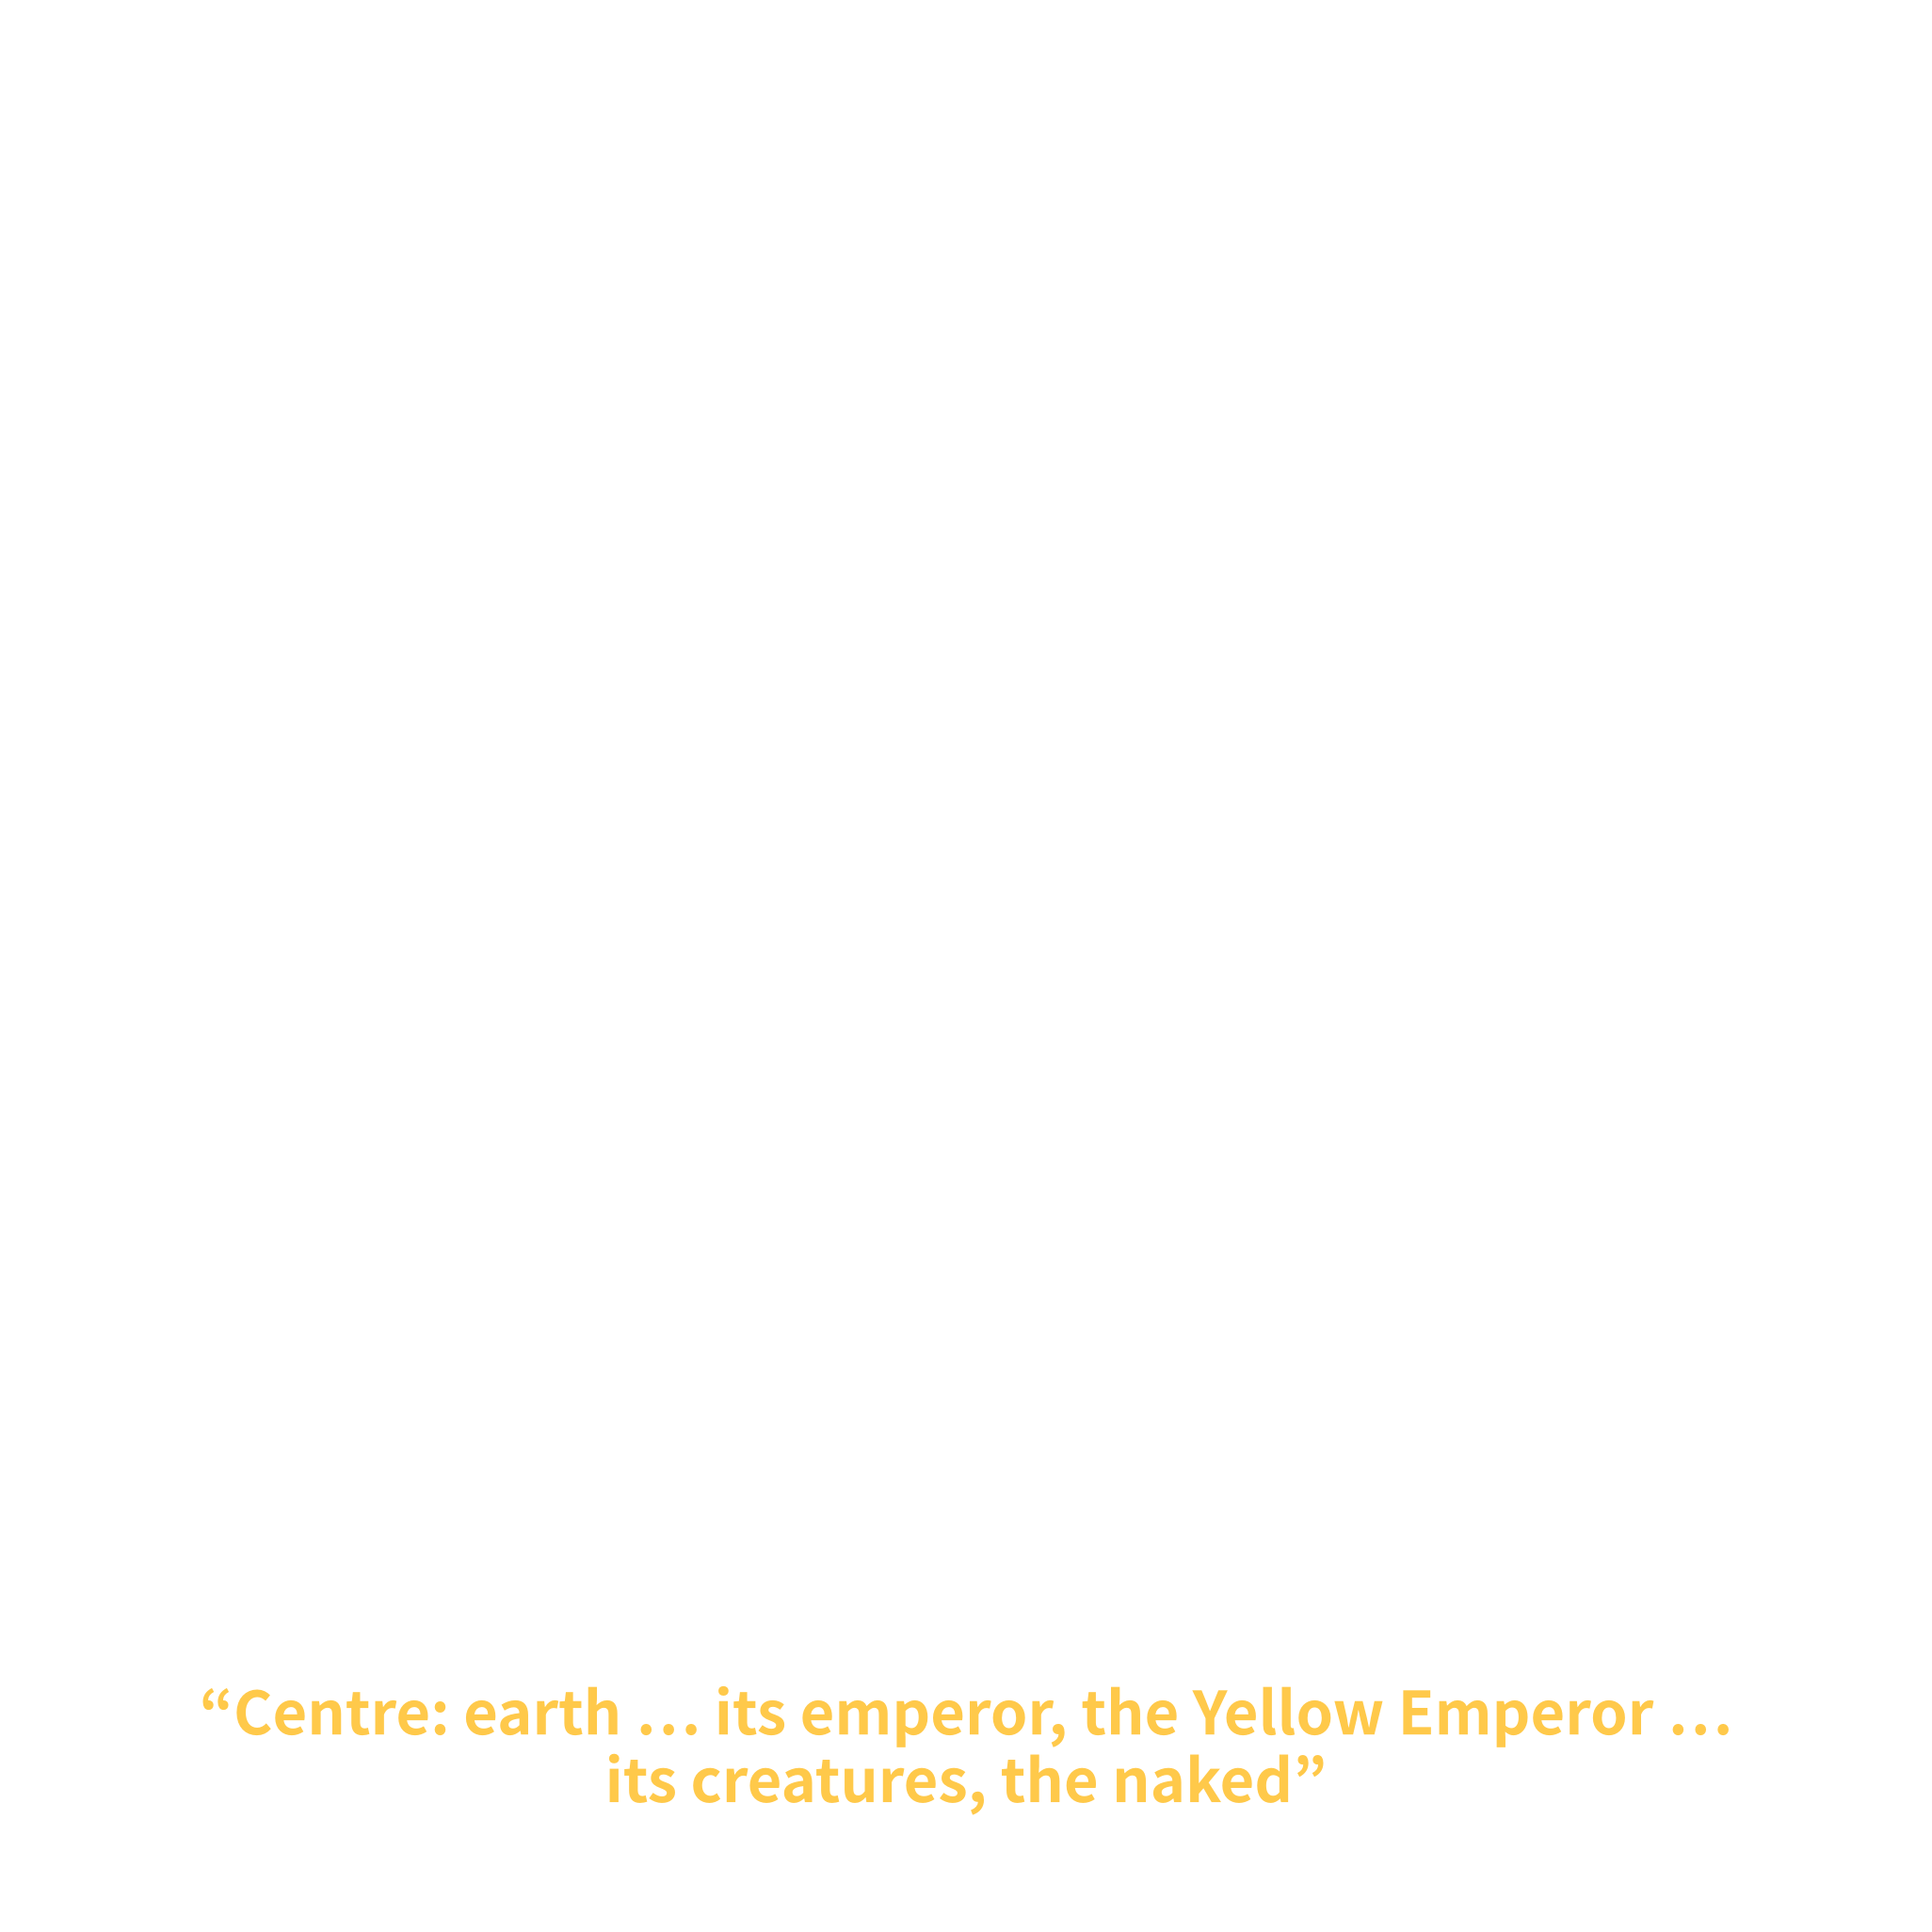 “Centre: earth . . . its emperor, the Yellow Emperor . . .
its creatures, the naked”